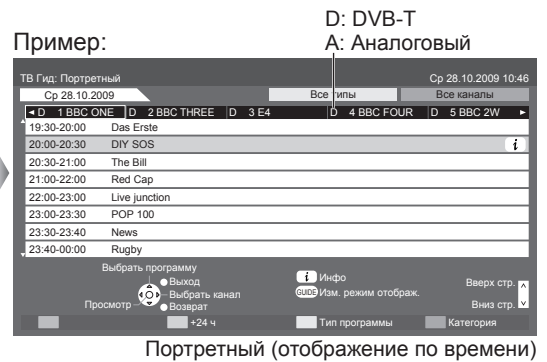 D: DVB-T
Пример: A: Аналоговый
ТВ Гид: Портретный Ср 28.10.2009 10:46
Ср 28.10.2009 Все типы Все каналы
◄ D 1 BBC ONE D 2 BBC THREE D 3 E4 D 4 BBC FOUR D 5 BBC 2W ►
19:30-20:00 Das Erste
20:00-20:30 DIY SOS i
20:30-21:00 The Bill
21:00-22:00 Red Cap
22:00-23:00 Live junction
23:00-23:30 POP 100
23:30-23:40 News
23:40-00:00 Rugby
Выбрать программу
Выход
Выбрать канал
Просмотр
Возврат
i Инфо
GUIDE Изм. режим отображ.
Вверх стр.
Вниз стр.
+24 ч Тип программы Категория
Портретный (отображение по времени)